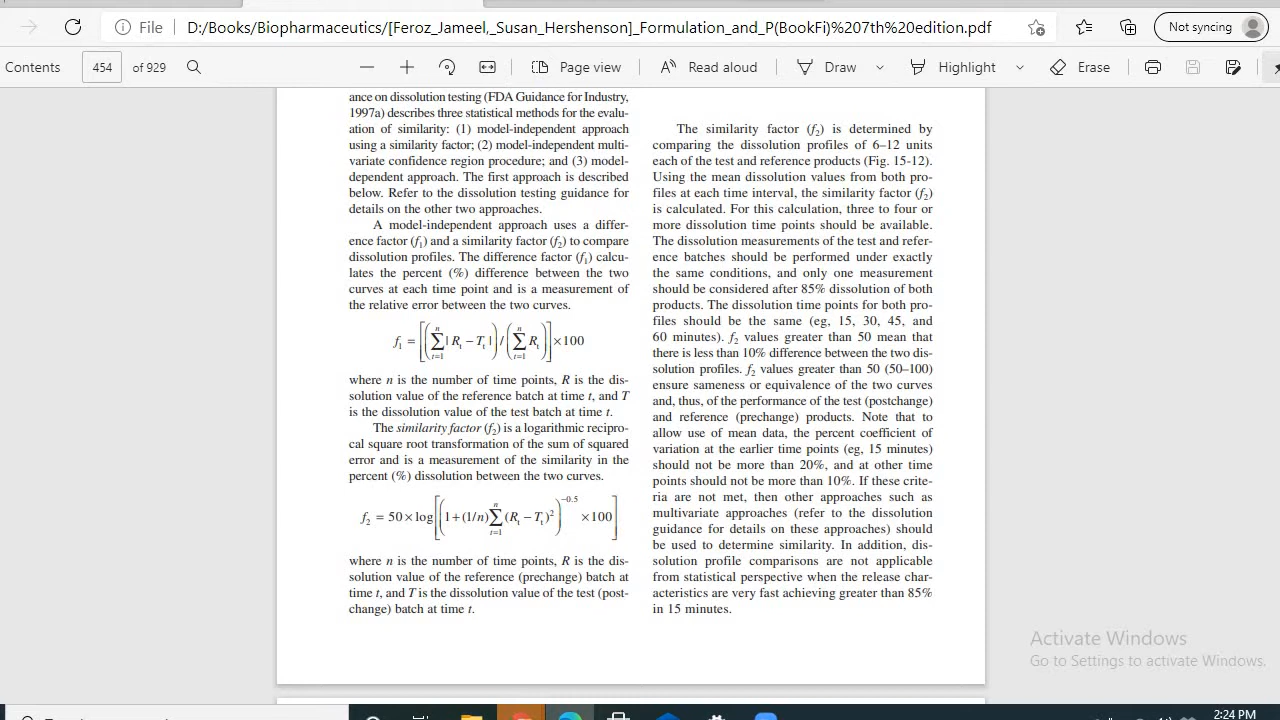 File
D:/Books/Biopharmaceutics/[Feroz_Jameel,_Susan_Hershenson]_Formulation_and_P(BookFi)%207th%20edition.pdf
Not syncing
Contents
454 of 929
Page view
Read aloud
Draw
Highlight
Erase
ance on dissolution testing (FDA Guidance for Industry,
1997a) describes three statistical methods for the evalu-
ation of similarity: (1) model-independent approach
using a similarity factor; (2) model-independent multi-
variate confidence region procedure; and (3) model-
dependent approach. The first approach is described
below. Refer to the dissolution testing guidance for
details on the other two approaches.
A model-independent approach uses a differ-
ence factor (f₁) and a similarity factor (f₂) to compare
dissolution profiles. The difference factor (f₁) calcu-
lates the percent (%) difference between the two
curves at each time point and is a measurement of
the relative error between the two curves.
f₁ = [(∑ₜ₌₁ⁿ | Rₜ − Tₜ |) / (∑ₜ₌₁ⁿ Rₜ)] × 100
where n is the number of time points, R is the dis-
solution value of the reference batch at time t, and T
is the dissolution value of the test batch at time t.
The similarity factor (f₂) is a logarithmic recipro-
cal square root transformation of the sum of squared
error and is a measurement of the similarity in the
percent (%) dissolution between the two curves.
f₂ = 50 × log[(1 + (1/n)∑ₜ₌₁ⁿ (Rₜ − Tₜ)²)^−0.5 × 100]
where n is the number of time points, R is the dis-
solution value of the reference (prechange) batch at
time t, and T is the dissolution value of the test (post-
change) batch at time t.
The similarity factor (f₂) is determined by
comparing the dissolution profiles of 6–12 units
each of the test and reference products (Fig. 15-12).
Using the mean dissolution values from both pro-
files at each time interval, the similarity factor (f₂)
is calculated. For this calculation, three to four or
more dissolution time points should be available.
The dissolution measurements of the test and refer-
ence batches should be performed under exactly
the same conditions, and only one measurement
should be considered after 85% dissolution of both
products. The dissolution time points for both pro-
files should be the same (eg, 15, 30, 45, and
60 minutes). f₂ values greater than 50 mean that
there is less than 10% difference between the two dis-
solution profiles. f₂ values greater than 50 (50–100)
ensure sameness or equivalence of the two curves
and, thus, of the performance of the test (postchange)
and reference (prechange) products. Note that to
allow use of mean data, the percent coefficient of
variation at the earlier time points (eg, 15 minutes)
should not be more than 20%, and at other time
points should not be more than 10%. If these crite-
ria are not met, then other approaches such as
multivariate approaches (refer to the dissolution
guidance for details on these approaches) should
be used to determine similarity. In addition, dis-
solution profile comparisons are not applicable
from statistical perspective when the release char-
acteristics are very fast achieving greater than 85%
in 15 minutes.
Activate Windows
Go to Settings to activate Windows.
2:24 PM